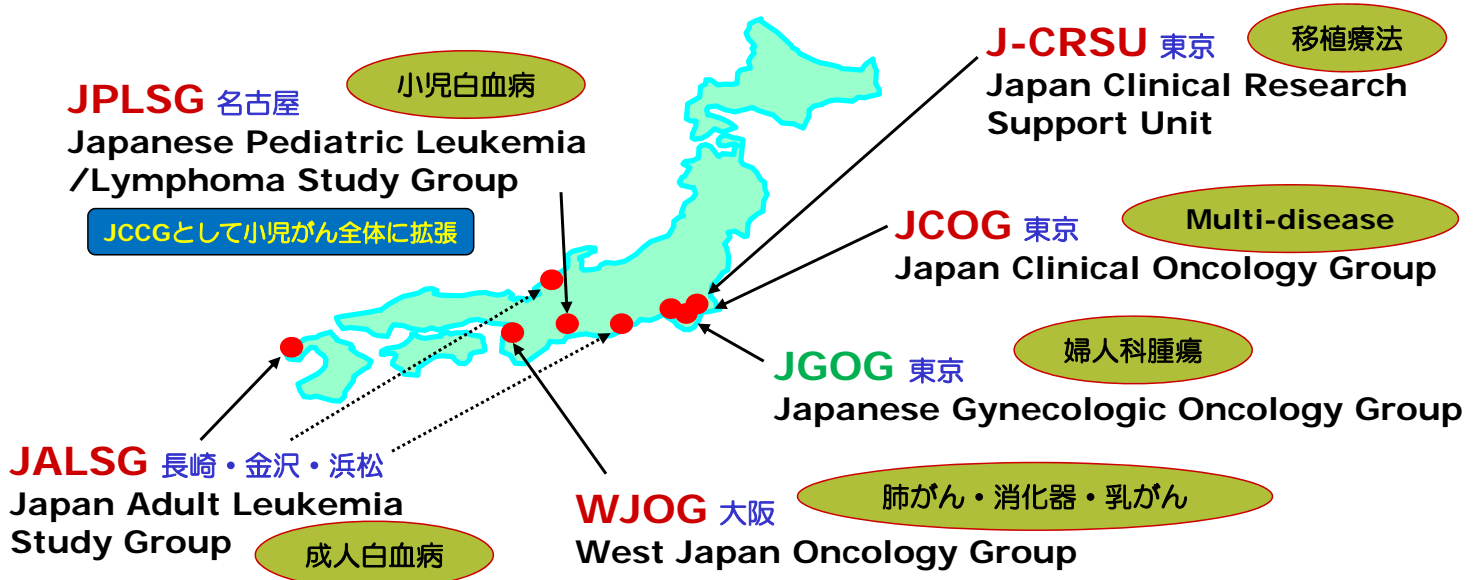 J-CRSU 東京
移植療法
Japan Clinical Research
Support Unit
JPLSG 名古屋
小児白血病
Japanese Pediatric Leukemia
/Lymphoma Study Group
JCCGとして小児がん全体に拡張
JCOG 東京
Multi-disease
Japan Clinical Oncology Group
JGOG 東京
婦人科腫瘍
Japanese Gynecologic Oncology Group
JALSG 長崎・金沢・浜松
Japan Adult Leukemia
Study Group
成人白血病
WJOG 大阪
肺がん・消化器・乳がん
West Japan Oncology Group